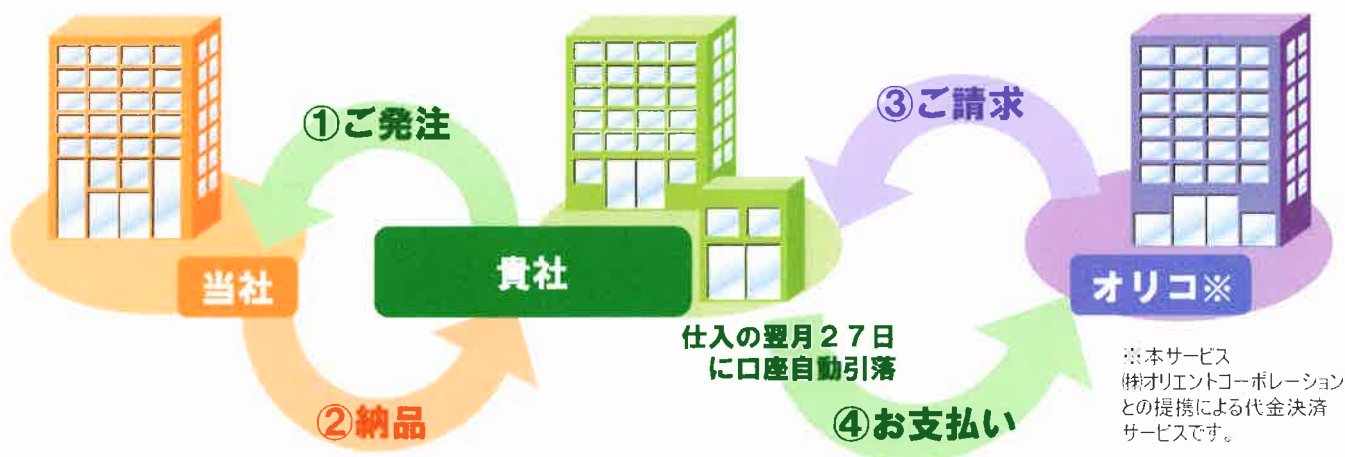 ①ご発注
③ご請求
当社
貴社
オリコ※
仕入の翌月２７日
に口座自動引落
②納品
④お支払い
※本サービス
㈱オリエントコーポレーション
との提携による代金決済
サービスです。